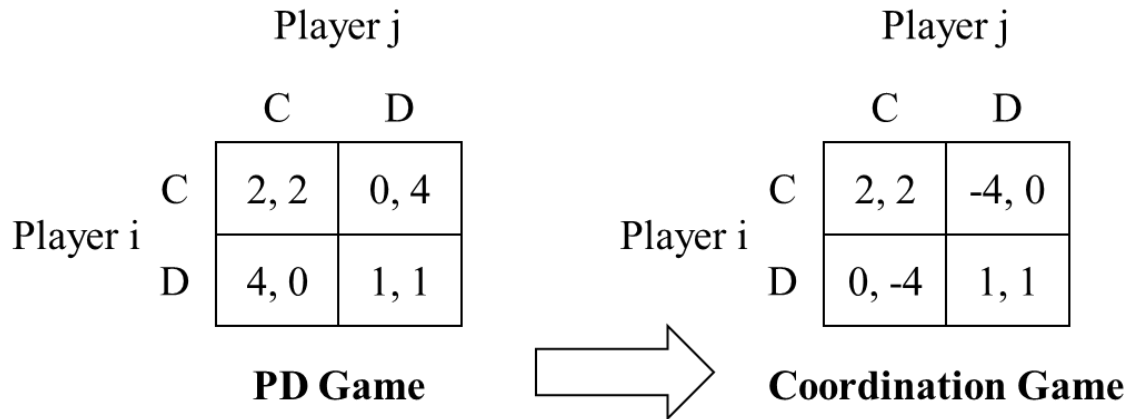 Player j Player j
C D C D
C 2, 2 0, 4 C 2, 2 -4, 0
Player i Player i
D 4, 0 1, 1 D 0, -4 1, 1
PD Game Coordination Game